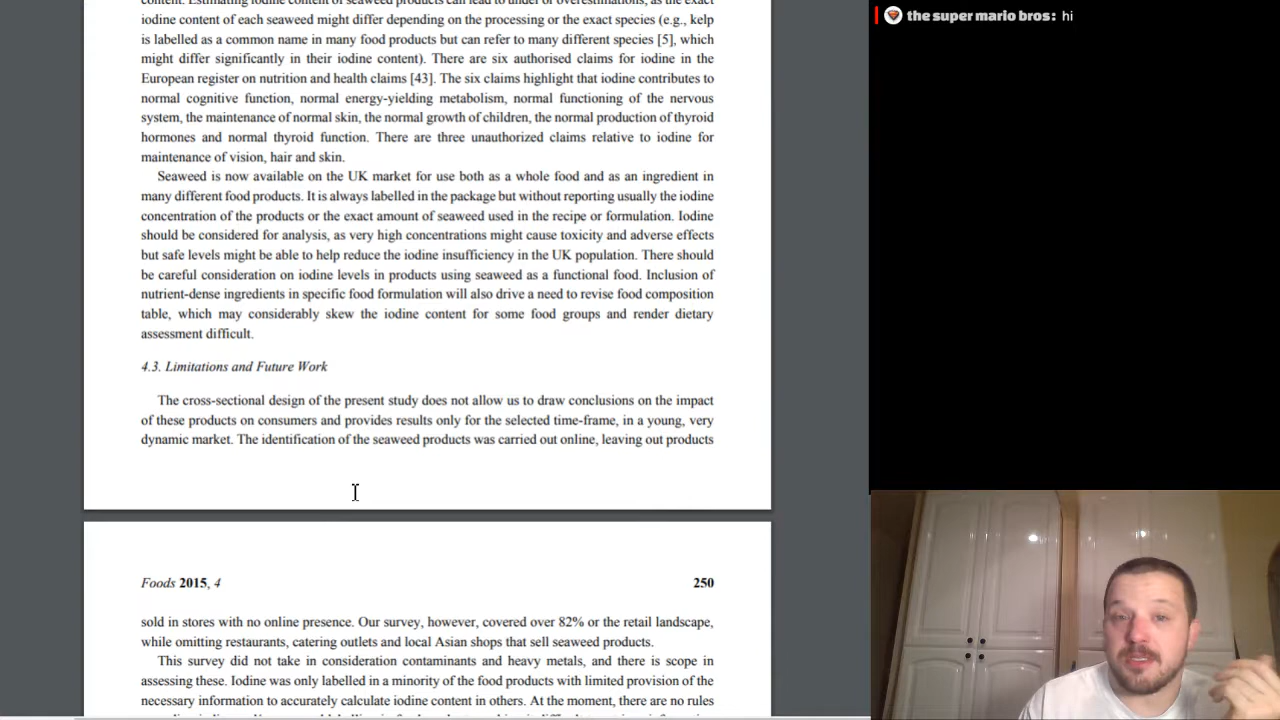 content. Estimating iodine content of seaweed products can lead to under or overestimations, as the exact
iodine content of each seaweed might differ depending on the processing or the exact species (e.g., kelp
is labelled as a common name in many food products but can refer to many different species [5], which
might differ significantly in their iodine content). There are six authorised claims for iodine in the
European register on nutrition and health claims [43]. The six claims highlight that iodine contributes to
normal cognitive function, normal energy-yielding metabolism, normal functioning of the nervous
system, the maintenance of normal skin, the normal growth of children, the normal production of thyroid
hormones and normal thyroid function. There are three unauthorized claims relative to iodine for
maintenance of vision, hair and skin.
Seaweed is now available on the UK market for use both as a whole food and as an ingredient in
many different food products. It is always labelled in the package but without reporting usually the iodine
concentration of the products or the exact amount of seaweed used in the recipe or formulation. Iodine
should be considered for analysis, as very high concentrations might cause toxicity and adverse effects
but safe levels might be able to help reduce the iodine insufficiency in the UK population. There should
be careful consideration on iodine levels in products using seaweed as a functional food. Inclusion of
nutrient-dense ingredients in specific food formulation will also drive a need to revise food composition
table, which may considerably skew the iodine content for some food groups and render dietary
assessment difficult.
4.3. Limitations and Future Work
The cross-sectional design of the present study does not allow us to draw conclusions on the impact
of these products on consumers and provides results only for the selected time-frame, in a young, very
dynamic market. The identification of the seaweed products was carried out online, leaving out products
Foods 2015, 4 250
sold in stores with no online presence. Our survey, however, covered over 82% or the retail landscape,
while omitting restaurants, catering outlets and local Asian shops that sell seaweed products.
This survey did not take in consideration contaminants and heavy metals, and there is scope in
assessing these. Iodine was only labelled in a minority of the food products with limited provision of the
necessary information to accurately calculate iodine content in others. At the moment, there are no rules
the super mario bros: hi